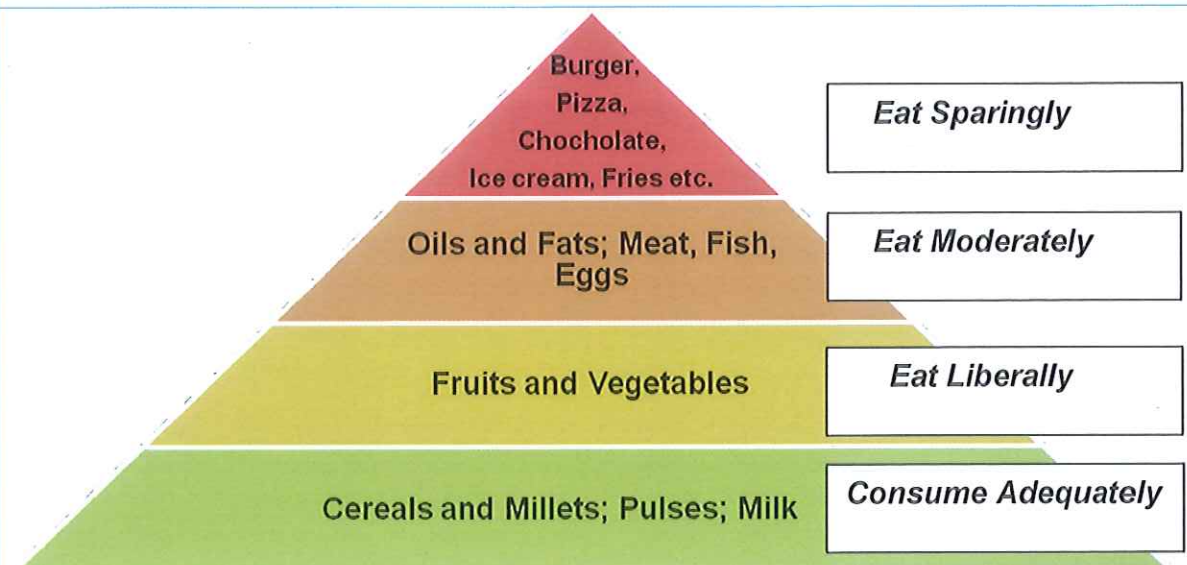 Burger,
Pizza,
Chocholate,
Ice cream, Fries etc.
Eat Sparingly
Oils and Fats; Meat, Fish,
Eggs
Eat Moderately
Fruits and Vegetables
Eat Liberally
Cereals and Millets; Pulses; Milk
Consume Adequately